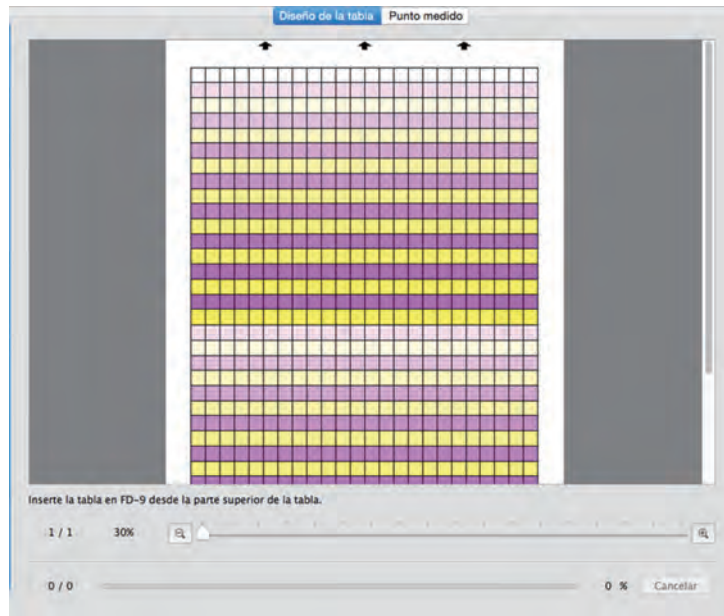 Diseño de la tabla Punto medido
Inserte la tabla en FD-9 desde la parte superior de la tabla.
1 / 1 30%
0 / 0 0 % Cancelar